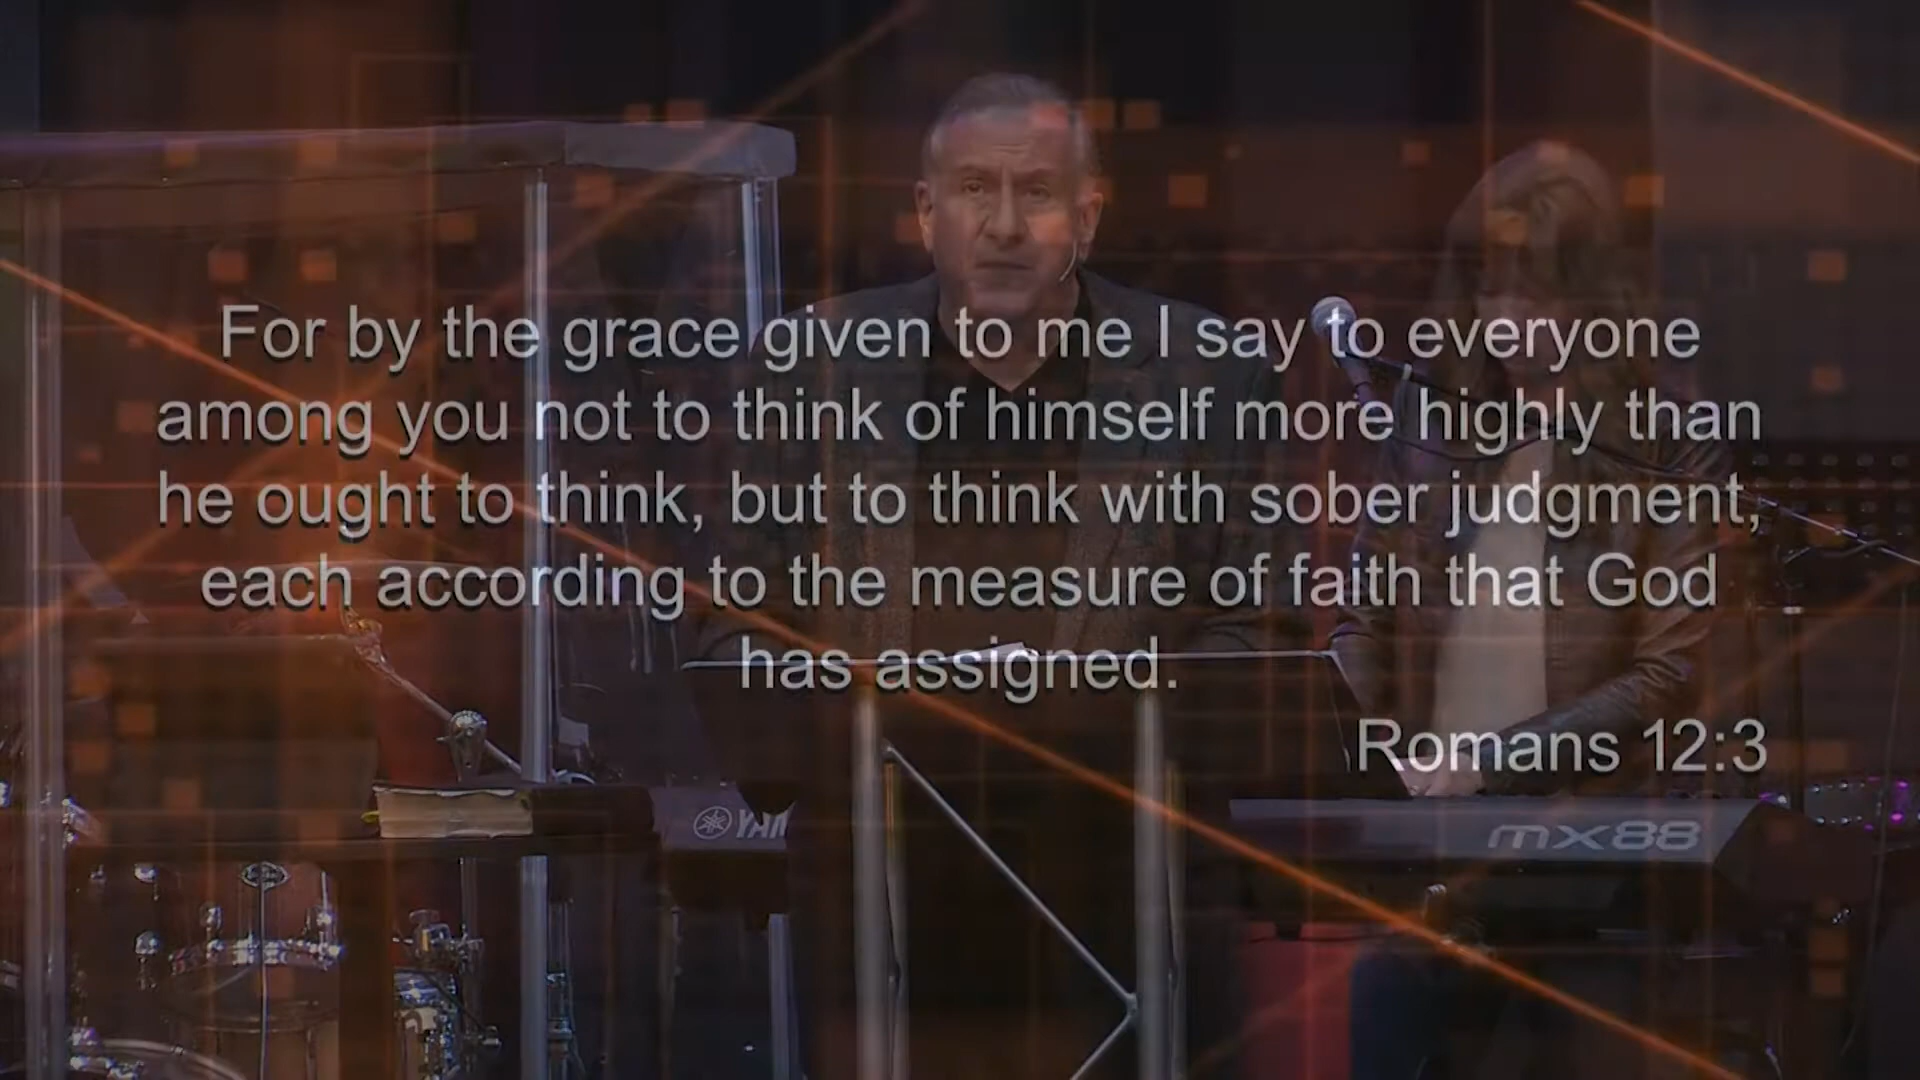 For by the grace given to me I say to everyone
among you not to think of himself more highly than
he ought to think, but to think with sober judgment,
each according to the measure of faith that God
has assigned.
Romans 12:3
mx88